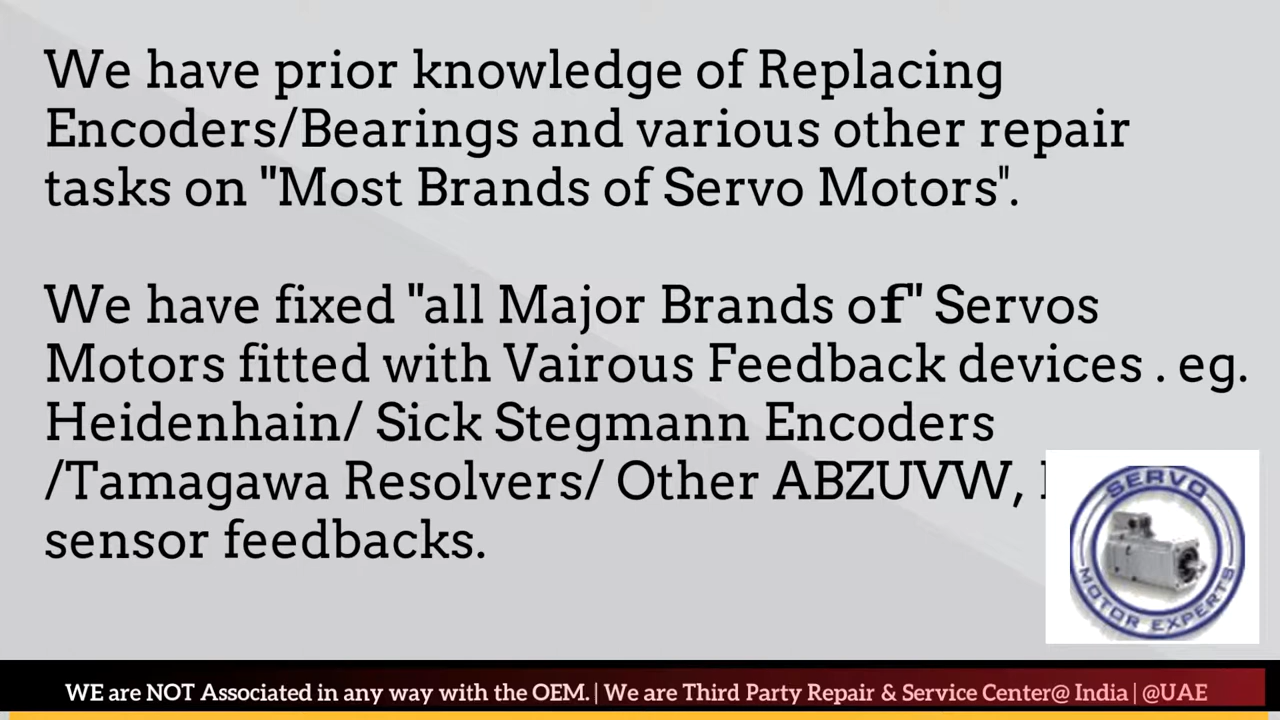 We have prior knowledge of Replacing
Encoders/Bearings and various other repair
tasks on "Most Brands of Servo Motors".
We have fixed "all Major Brands of" Servos
Motors fitted with Vairous Feedback devices . eg.
Heidenhain/ Sick Stegmann Encoders
/Tamagawa Resolvers/ Other ABZUVW,
sensor feedbacks.
SERVO
MOTOR EXPERTS
WE are NOT Associated in any way with the OEM. | We are Third Party Repair & Service Center@ India | @UAE